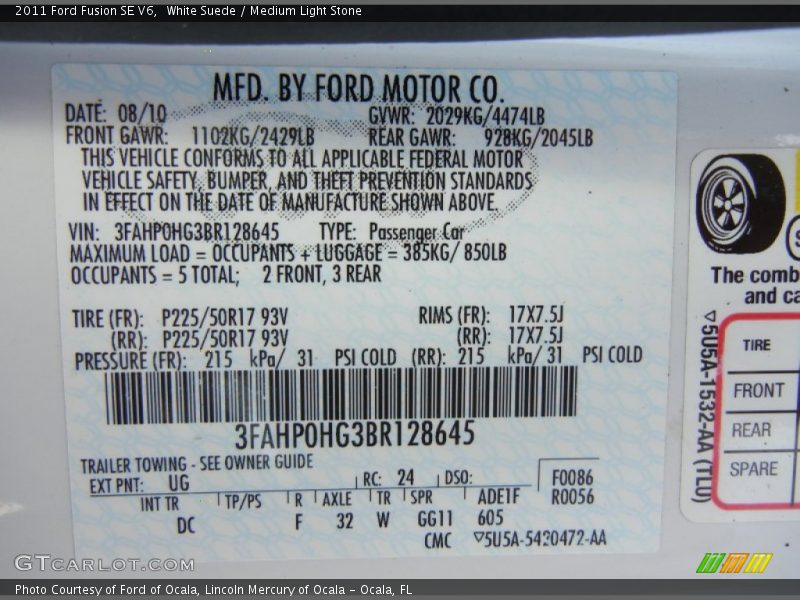 2011 Ford Fusion SE V6, White Suede / Medium Light Stone
MFD. BY FORD MOTOR CO.
DATE: 08/10 GVWR: 2029KG/4474LB
FRONT GAWR: 1102KG/2429LB REAR GAWR: 928KG/2045LB
THIS VEHICLE CONFORMS TO ALL APPLICABLE FEDERAL MOTOR
VEHICLE SAFETY, BUMPER, AND THEFT PREVENTION STANDARDS
IN EFFECT ON THE DATE OF MANUFACTURE SHOWN ABOVE.
VIN: 3FAHP0HG3BR128645 TYPE: Passenger Car
MAXIMUM LOAD = OCCUPANTS + LUGGAGE = 385KG/ 850LB
OCCUPANTS = 5 TOTAL; 2 FRONT, 3 REAR
TIRE (FR): P225/50R17 93V RIMS (FR): 17X7.5J
(RR): P225/50R17 93V (RR): 17X7.5J
PRESSURE (FR): 215 kPa/ 31 PSI COLD (RR): 215 kPa/ 31 PSI COLD
3FAHP0HG3BR128645
TRAILER TOWING - SEE OWNER GUIDE
EXT PNT: UG RC: 24 DSO: F0086
R0056
INT TR TP/PS R AXLE TR SPR ADE1F
DC F 32 W GG11 605
CMC ▽5U5A-5420472-AA
The comb
and ca
▽5U5A-1532-AA (TL0)
TIRE
FRONT
REAR
SPARE
GTCARLOT.COM
Photo Courtesy of Ford of Ocala, Lincoln Mercury of Ocala – Ocala, FL